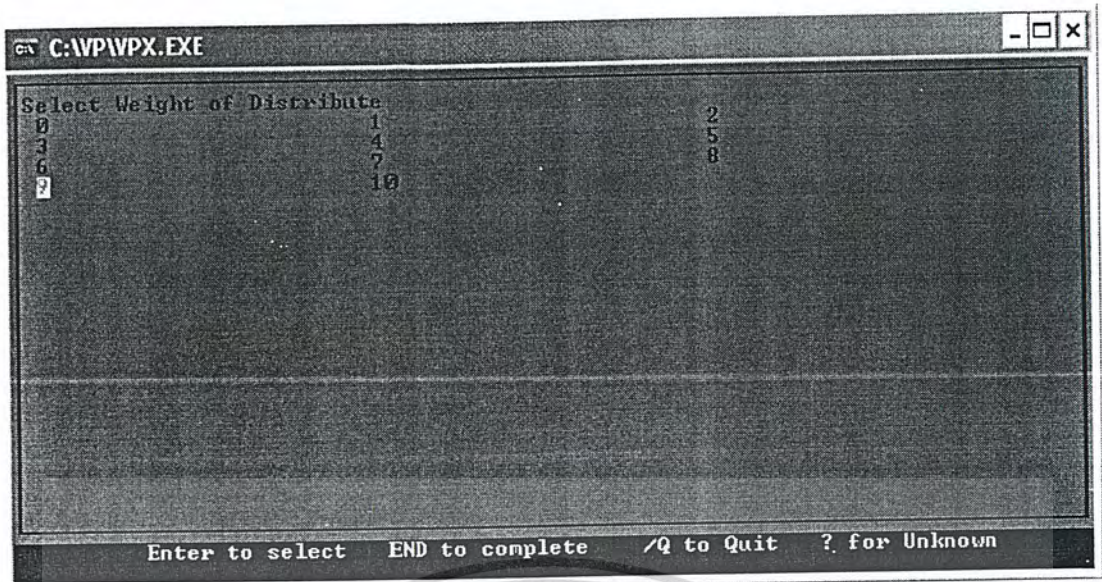 C:\VP\VPX.EXE
Select Weight of Distribute
0 1 2
3 4 5
6 7 8
9 10
Enter to select END to complete /Q to Quit ? for Unknown